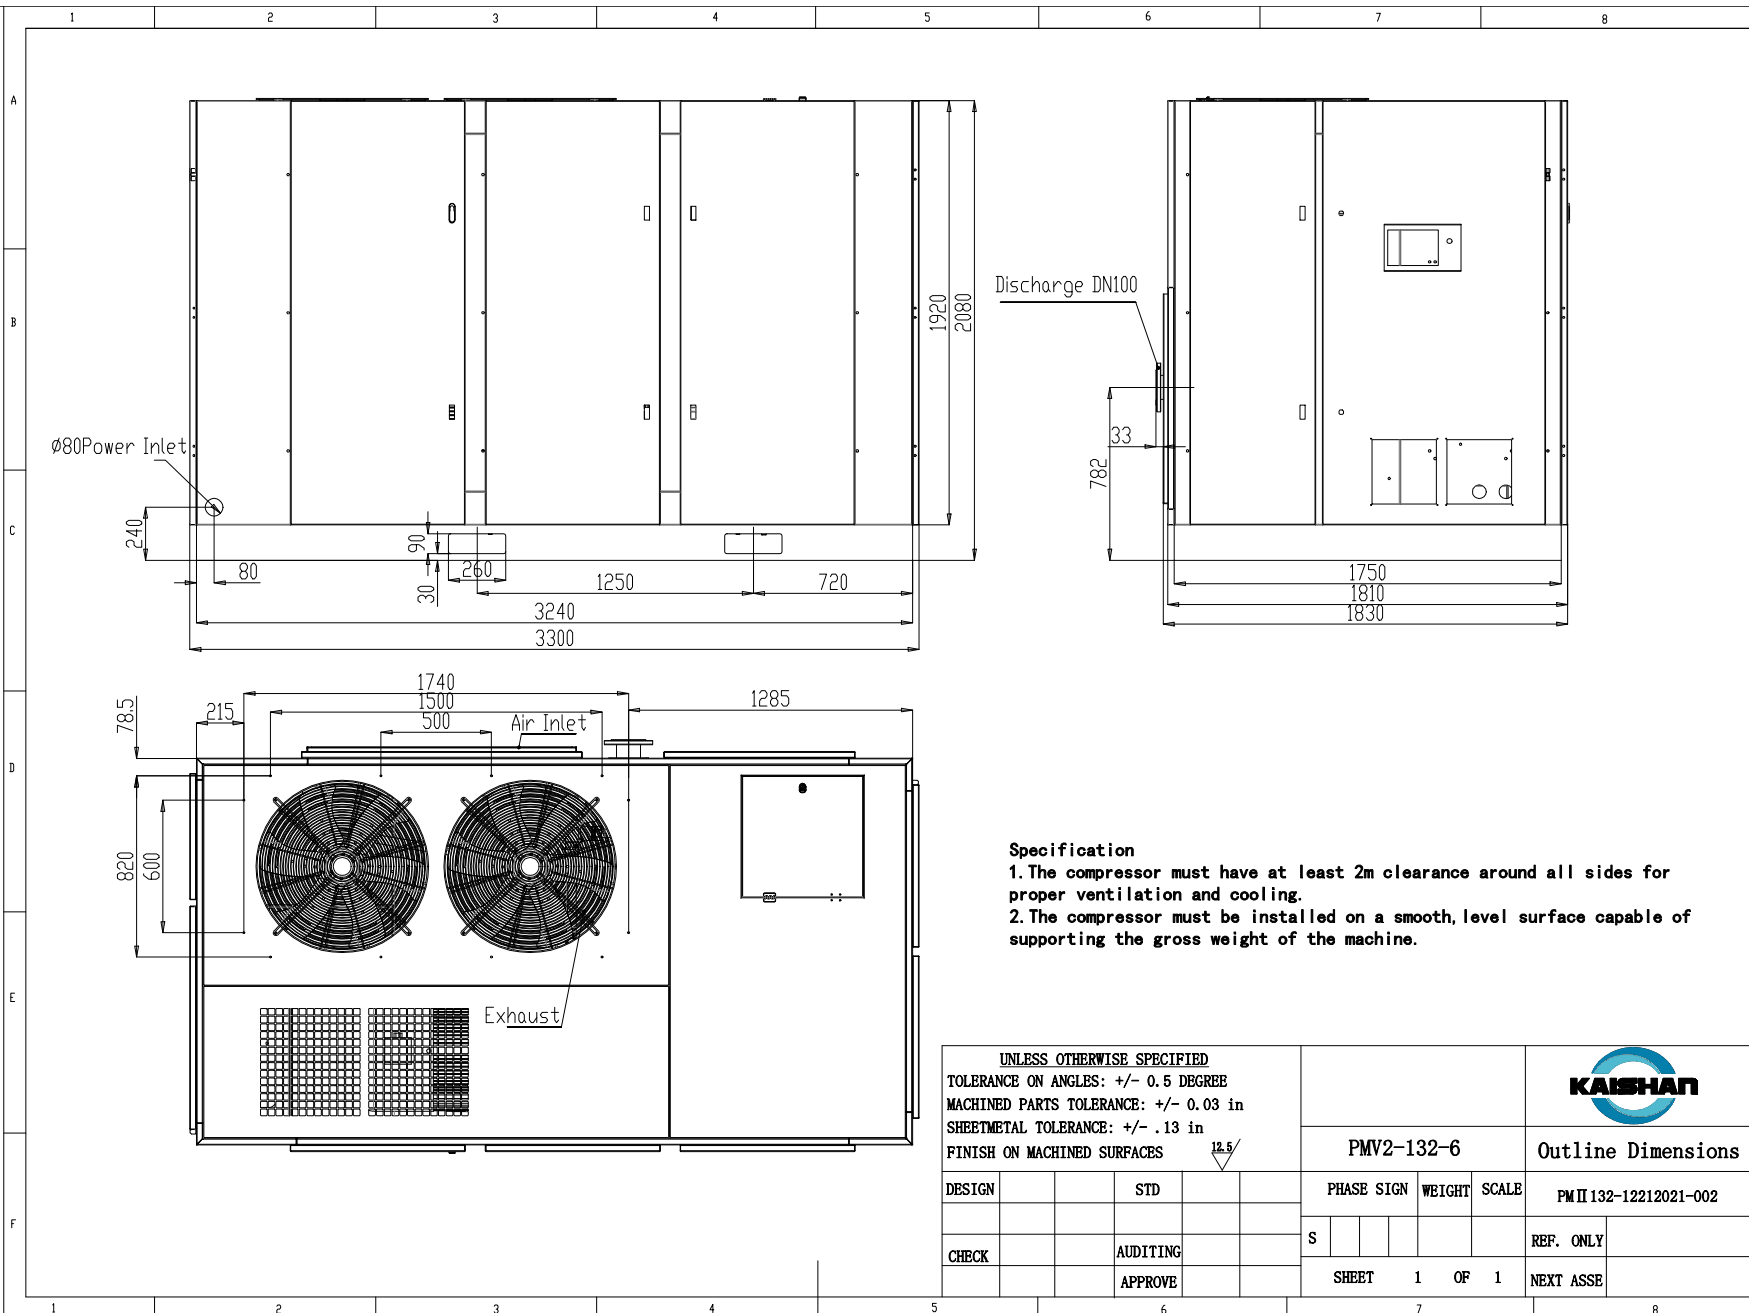 1 2 3 4 5 6 7 8
A
B
C
D
E
F
Discharge DN100
1920
2080
Ø80Power Inlet
33
782
240
80
90
30
260
1250
720
3240
3300
1750
1810
1830
1740
1500
500
215
78.5
1285
Air Inlet
820
600
Exhaust
Specification
1. The compressor must have at least 2m clearance around all sides for
proper ventilation and cooling.
2. The compressor must be installed on a smooth, level surface capable of
supporting the gross weight of the machine.
UNLESS OTHERWISE SPECIFIED
TOLERANCE ON ANGLES: +/- 0.5 DEGREE
MACHINED PARTS TOLERANCE: +/- 0.03 in
SHEETMETAL TOLERANCE: +/- .13 in
FINISH ON MACHINED SURFACES 12.5
KAISHAN
PMV2-132-6
Outline Dimensions
DESIGN STD
PHASE SIGN WEIGHT SCALE
PMⅡ132-12212021-002
S
REF. ONLY
CHECK AUDITING
APPROVE
SHEET 1 OF 1
NEXT ASSE
1 2 3 4 5 6 7 8